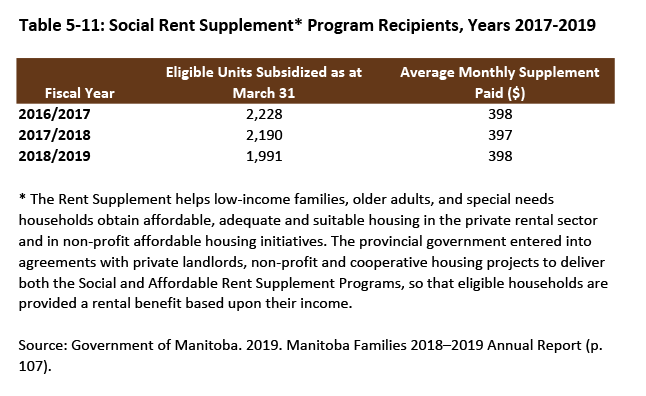 Table 5-11: Social Rent Supplement* Program Recipients, Years 2017-2019
Fiscal Year Eligible Units Subsidized as at March 31 Average Monthly Supplement Paid ($)
2016/2017 2,228 398
2017/2018 2,190 397
2018/2019 1,991 398
* The Rent Supplement helps low-income families, older adults, and special needs
households obtain affordable, adequate and suitable housing in the private rental sector
and in non-profit affordable housing initiatives. The provincial government entered into
agreements with private landlords, non-profit and cooperative housing projects to deliver
both the Social and Affordable Rent Supplement Programs, so that eligible households are
provided a rental benefit based upon their income.
Source: Government of Manitoba. 2019. Manitoba Families 2018–2019 Annual Report (p.
107).